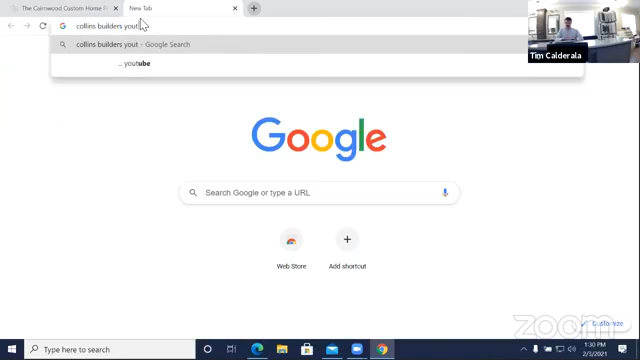 The Cairnwood Custom Home Pl
New Tab
collins builders yout
collins builders yout - Google Search
... youtube
Tim Calderala
Google
Search Google or type a URL
Web Store
Add shortcut
Customize
zoom
Type here to search
1:30 PM
2/3/2021